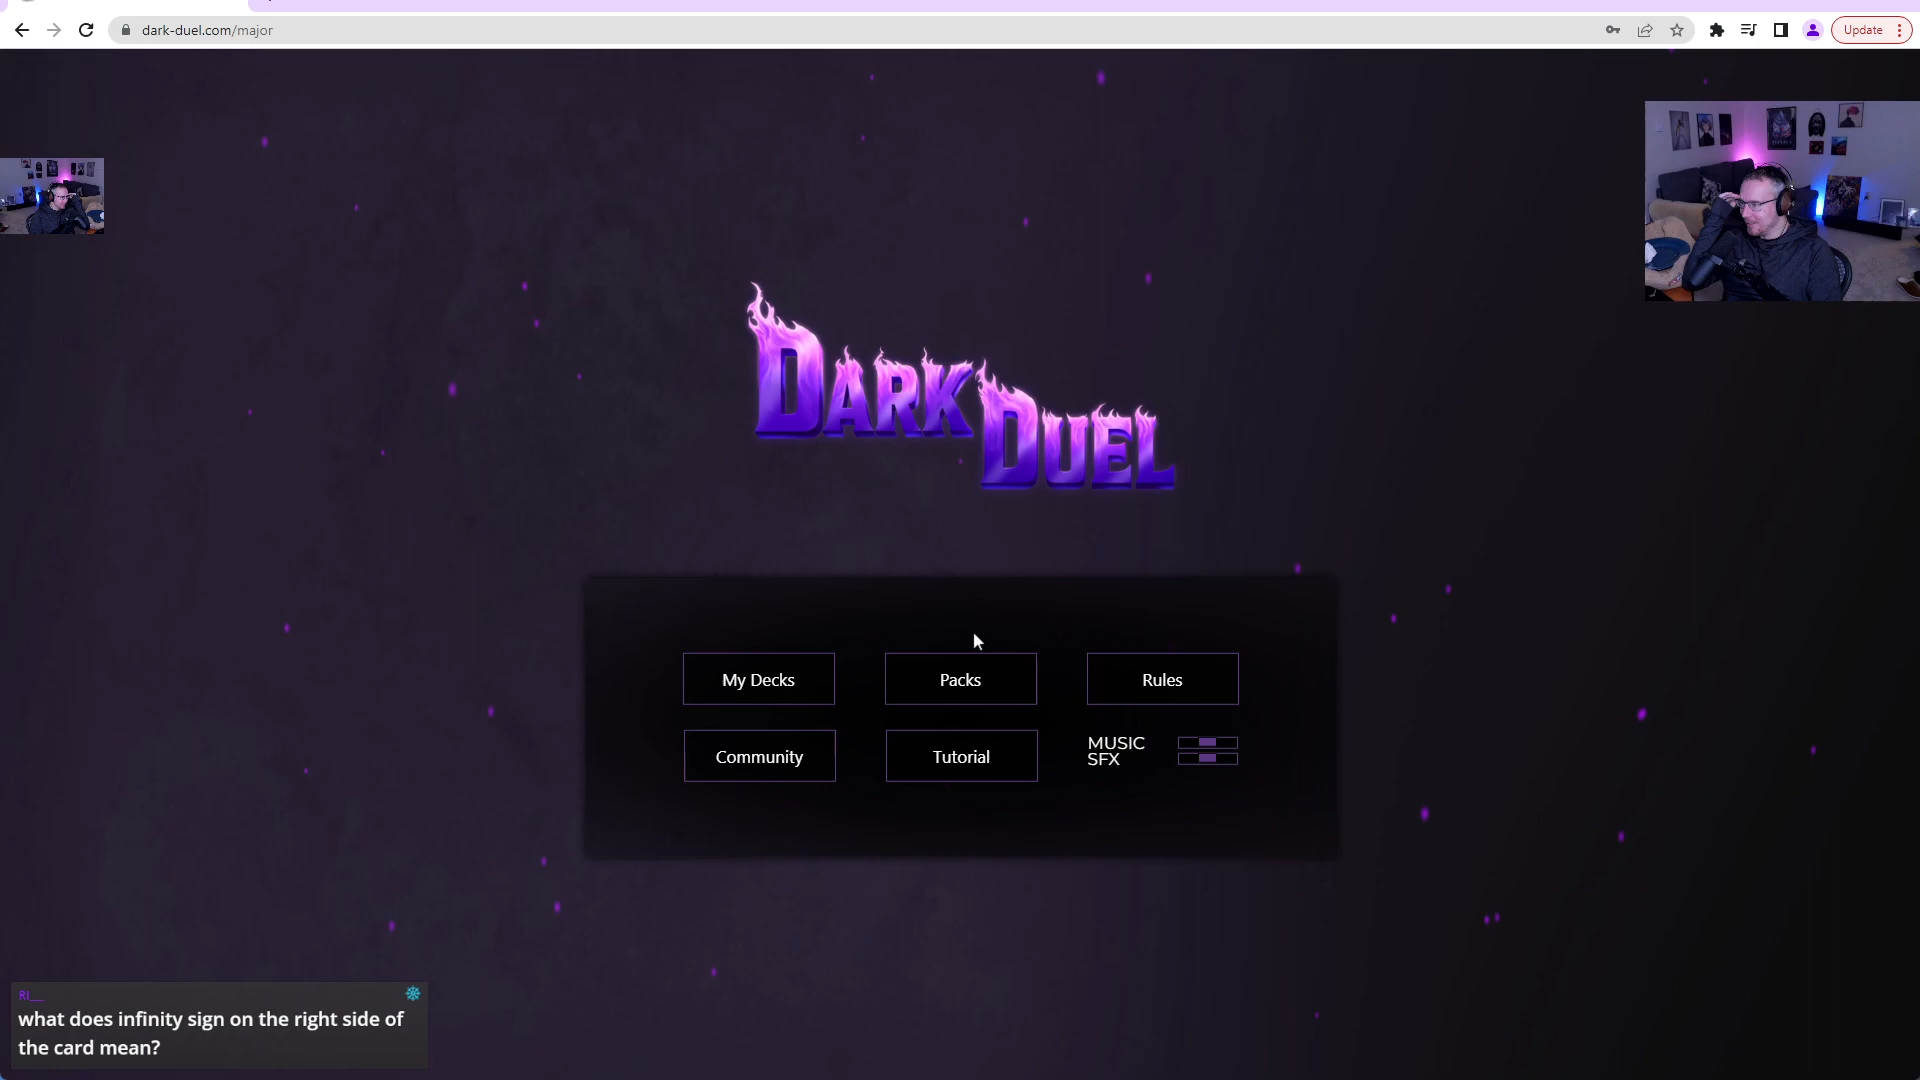 dark-duel.com/major
Update
DARK
DUEL
My Decks
Packs
Rules
Community
Tutorial
MUSIC
SFX
RI__
what does infinity sign on the right side of
the card mean?